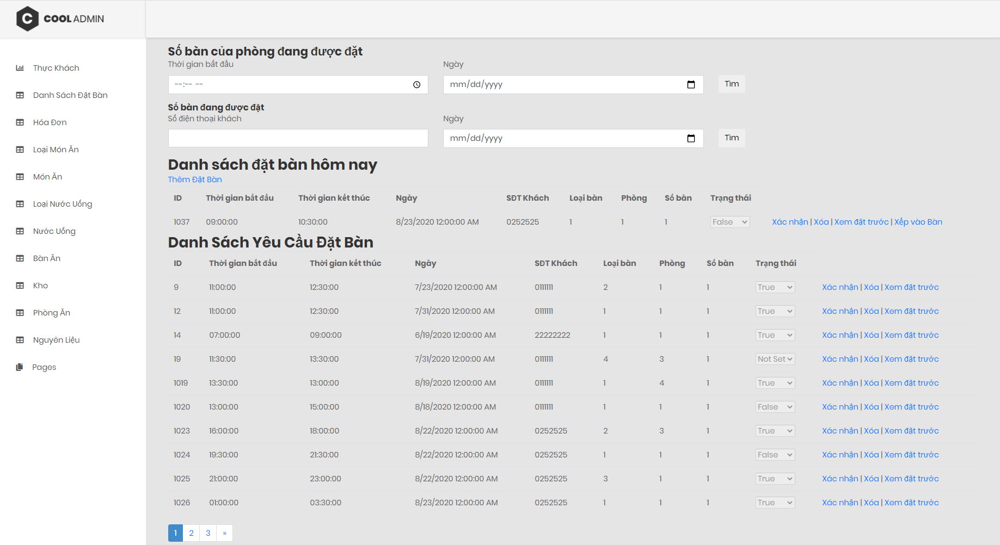 C COOL ADMIN
Thực Khách
Danh Sách Đặt Bàn
Hóa Đơn
Loại Món Ăn
Món Ăn
Loại Nước Uống
Nước Uống
Bàn Ăn
Kho
Phòng Ăn
Nguyên Liệu
Pages
Số bàn của phòng đang được đặt
Thời gian bắt đầu Ngày
--:-- -- mm/dd/yyyy Tìm
Số bàn đang được đặt
Số điện thoại khách Ngày
mm/dd/yyyy Tìm
Danh sách đặt bàn hôm nay
Thêm Đặt Bàn
ID Thời gian bắt đầu Thời gian kết thúc Ngày SĐT Khách Loại bàn Phòng Số bàn Trạng thái
1037 09:00:00 10:30:00 8/23/2020 12:00:00 AM 0252525 1 1 1 False Xác nhận | Xóa | Xem đặt trước | Xếp vào Bàn
Danh Sách Yêu Cầu Đặt Bàn
ID Thời gian bắt đầu Thời gian kết thúc Ngày SĐT Khách Loại bàn Phòng Số bàn Trạng thái
9 11:00:00 12:30:00 7/23/2020 12:00:00 AM 0111111 2 1 1 True Xác nhận | Xóa | Xem đặt trước
12 11:00:00 12:30:00 7/31/2020 12:00:00 AM 0111111 1 1 1 True Xác nhận | Xóa | Xem đặt trước
14 07:00:00 09:00:00 6/19/2020 12:00:00 AM 22222222 1 1 1 True Xác nhận | Xóa | Xem đặt trước
19 11:30:00 13:30:00 7/31/2020 12:00:00 AM 0111111 4 3 1 Not Set Xác nhận | Xóa | Xem đặt trước
1019 13:30:00 13:00:00 8/19/2020 12:00:00 AM 0111111 1 4 1 True Xác nhận | Xóa | Xem đặt trước
1020 13:00:00 15:00:00 8/18/2020 12:00:00 AM 0111111 1 1 1 False Xác nhận | Xóa | Xem đặt trước
1023 16:00:00 18:00:00 8/22/2020 12:00:00 AM 0252525 2 3 1 True Xác nhận | Xóa | Xem đặt trước
1024 19:30:00 21:30:00 8/22/2020 12:00:00 AM 0252525 1 1 1 False Xác nhận | Xóa | Xem đặt trước
1025 21:00:00 23:00:00 8/22/2020 12:00:00 AM 0252525 3 1 1 True Xác nhận | Xóa | Xem đặt trước
1026 01:00:00 03:30:00 8/23/2020 12:00:00 AM 0252525 1 1 1 True Xác nhận | Xóa | Xem đặt trước
1 2 3 »